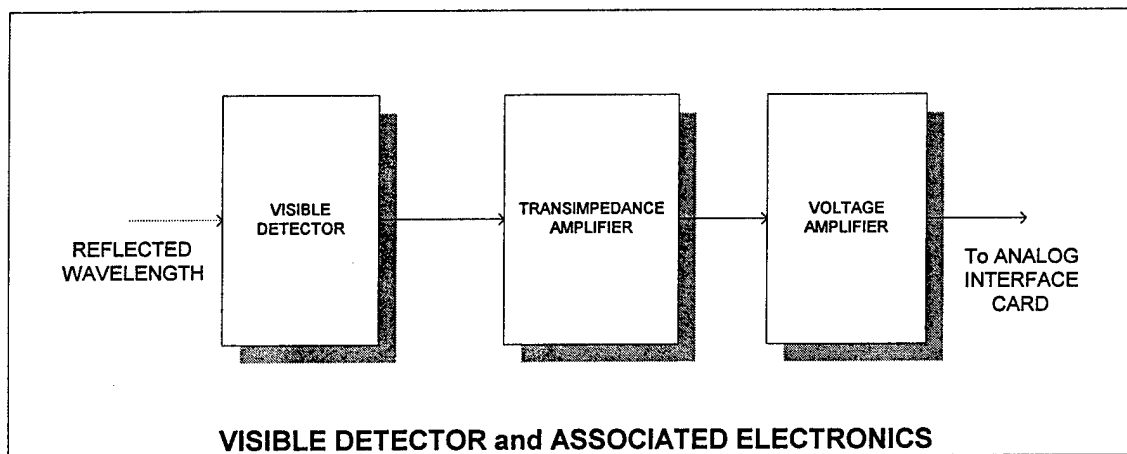 VISIBLE
DETECTOR
TRANSIMPEDANCE
AMPLIFIER
VOLTAGE
AMPLIFIER
REFLECTED
WAVELENGTH
To ANALOG
INTERFACE
CARD
VISIBLE DETECTOR and ASSOCIATED ELECTRONICS